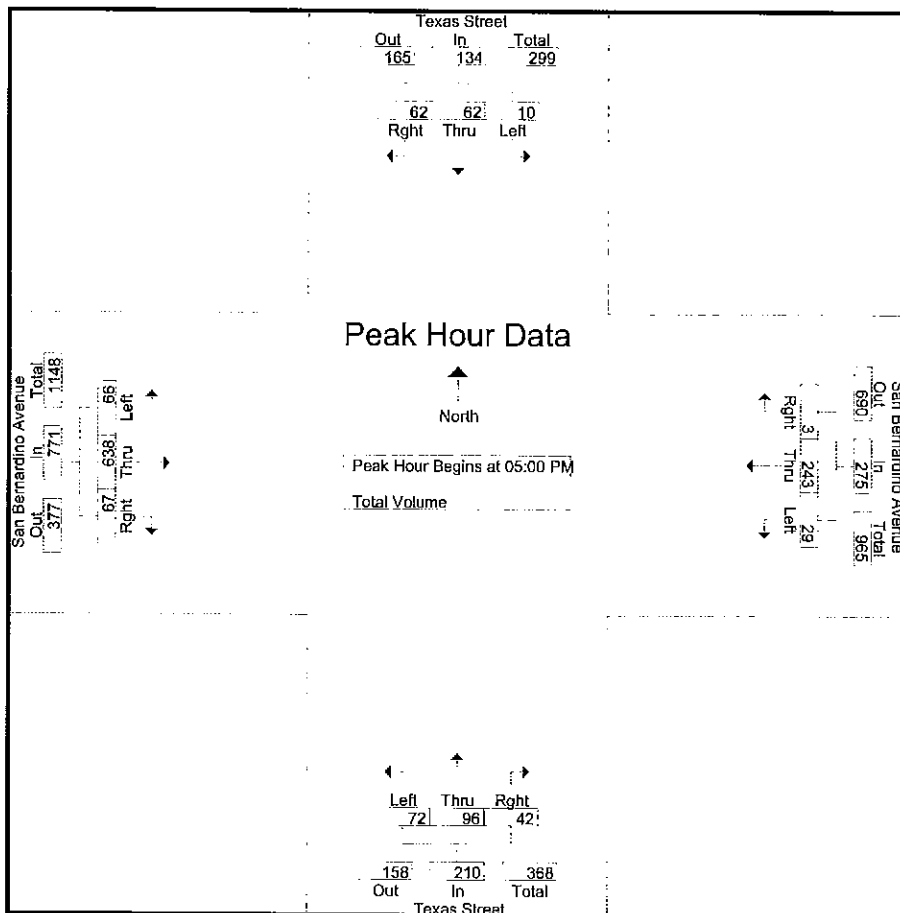 Texas Street
Out In Total
165 134 299
62 62 10
Rght Thru Left
Peak Hour Data
North
Peak Hour Begins at 05:00 PM
Total Volume
San Bernardino Avenue
Out In Total
377 771 1148
66 638 67
Left Thru Rght
San Bernardino Avenue
Out In Total
690 275 965
3 243 29
Rght Thru Left
Left Thru Rght
72 96 42
158 210 368
Out In Total
Texas Street